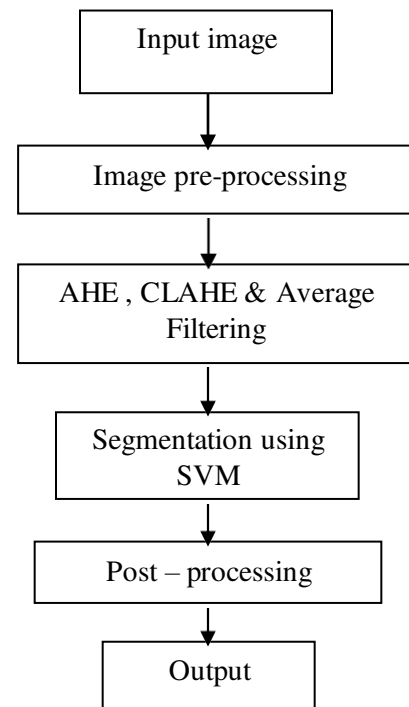 Input image
Image pre-processing
AHE , CLAHE & Average
Filtering
Segmentation using
SVM
Post – processing
Output